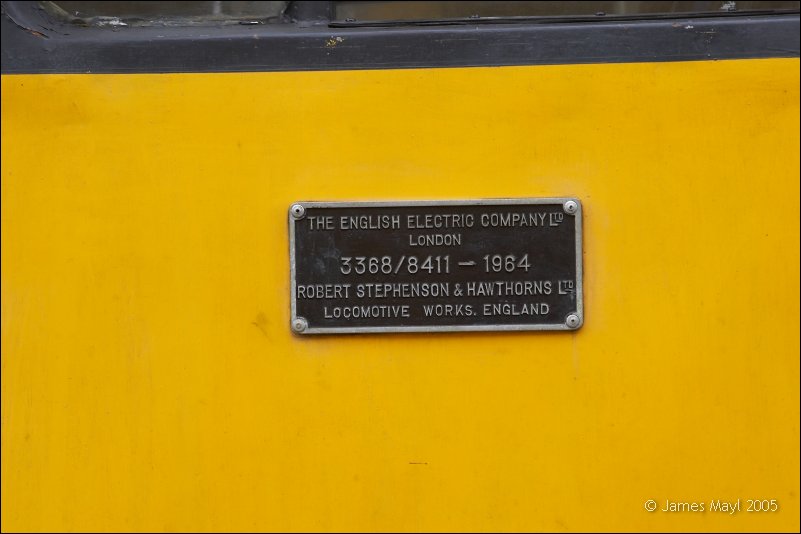 THE ENGLISH ELECTRIC COMPANY LTD
LONDON
3368/8411 - 1964
ROBERT STEPHENSON & HAWTHORNS LTD
LOCOMOTIVE WORKS. ENGLAND
© James Mayl 2005